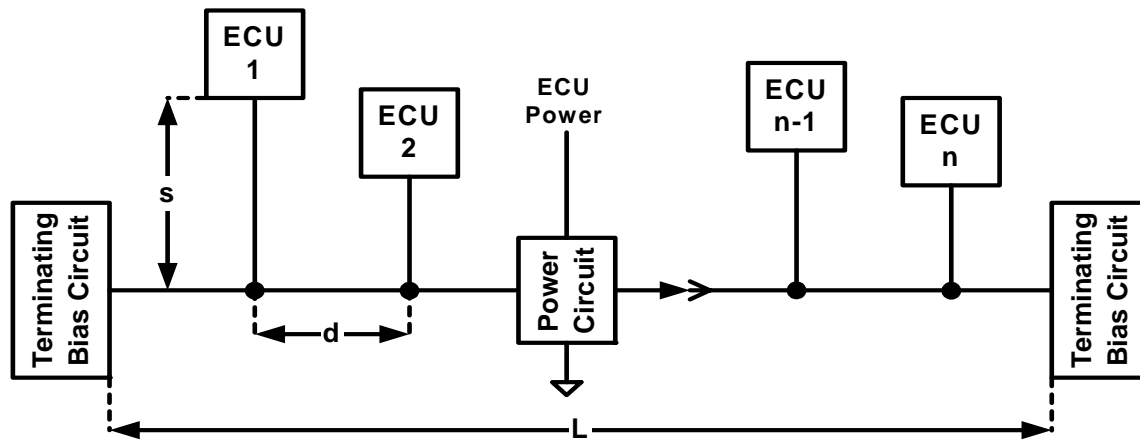 ECU
1
ECU
2
ECU
Power
ECU
n-1
ECU
n
s
Terminating
Bias Circuit
d
Power
Circuit
Terminating
Bias Circuit
L